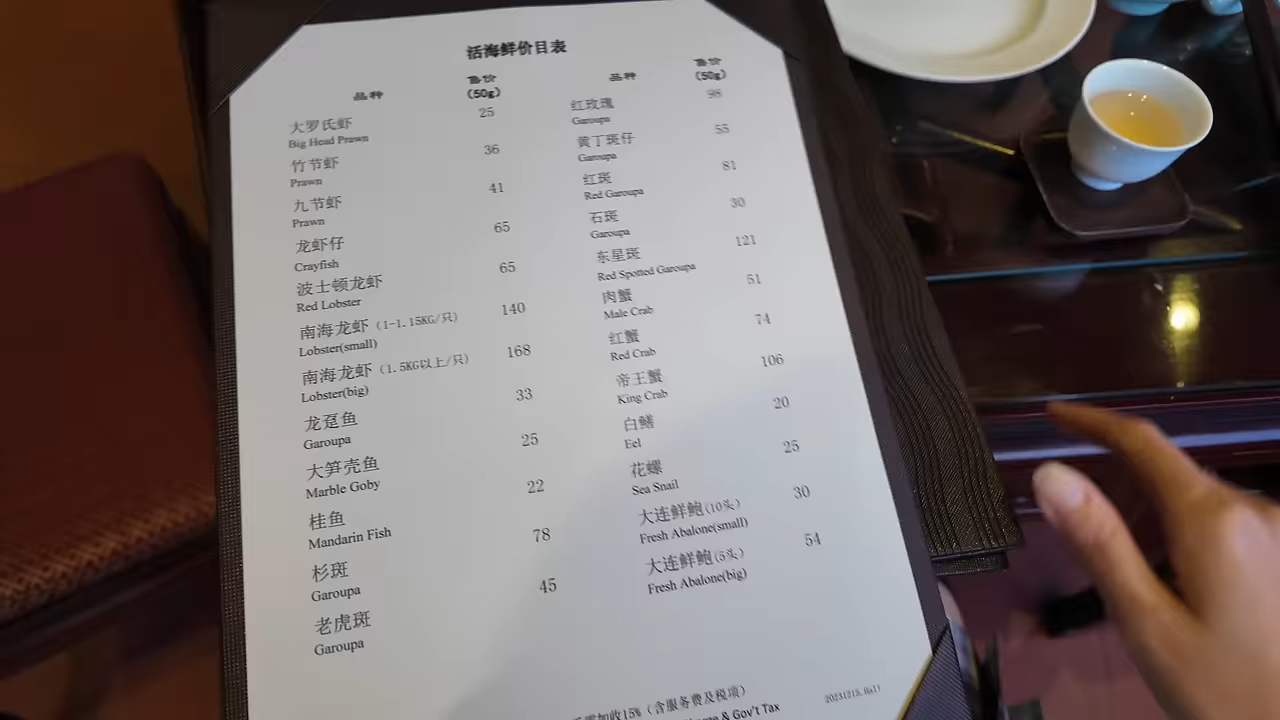 活海鲜价目表
品种 售价(50g)
大罗氏虾 25
Big Head Prawn
竹节虾 36
Prawn
九节虾 41
Prawn
龙虾仔 65
Crayfish
波士顿龙虾 65
Red Lobster
南海龙虾(1-1.15KG/只) 140
Lobster(small)
南海龙虾(1.5KG以上/只) 168
Lobster(big)
龙趸鱼 33
Garoupa
大笋壳鱼 25
Marble Goby
桂鱼 22
Mandarin Fish
杉斑 78
Garoupa
老虎斑 45
Garoupa
品种 售价(50g)
红玫瑰 98
Garoupa
黄丁斑仔 55
Garoupa
红斑 81
Red Garoupa
石斑 30
Garoupa
东星斑 121
Red Spotted Garoupa
肉蟹 51
Male Crab
红蟹 74
Red Crab
帝王蟹 106
King Crab
白鳝 20
Eel
花螺 25
Sea Snail
大连鲜鲍(10头) 30
Fresh Abalone(small)
大连鲜鲍(5头) 54
Fresh Abalone(big)
加收15%(含服务费及税项)
& Gov't Tax